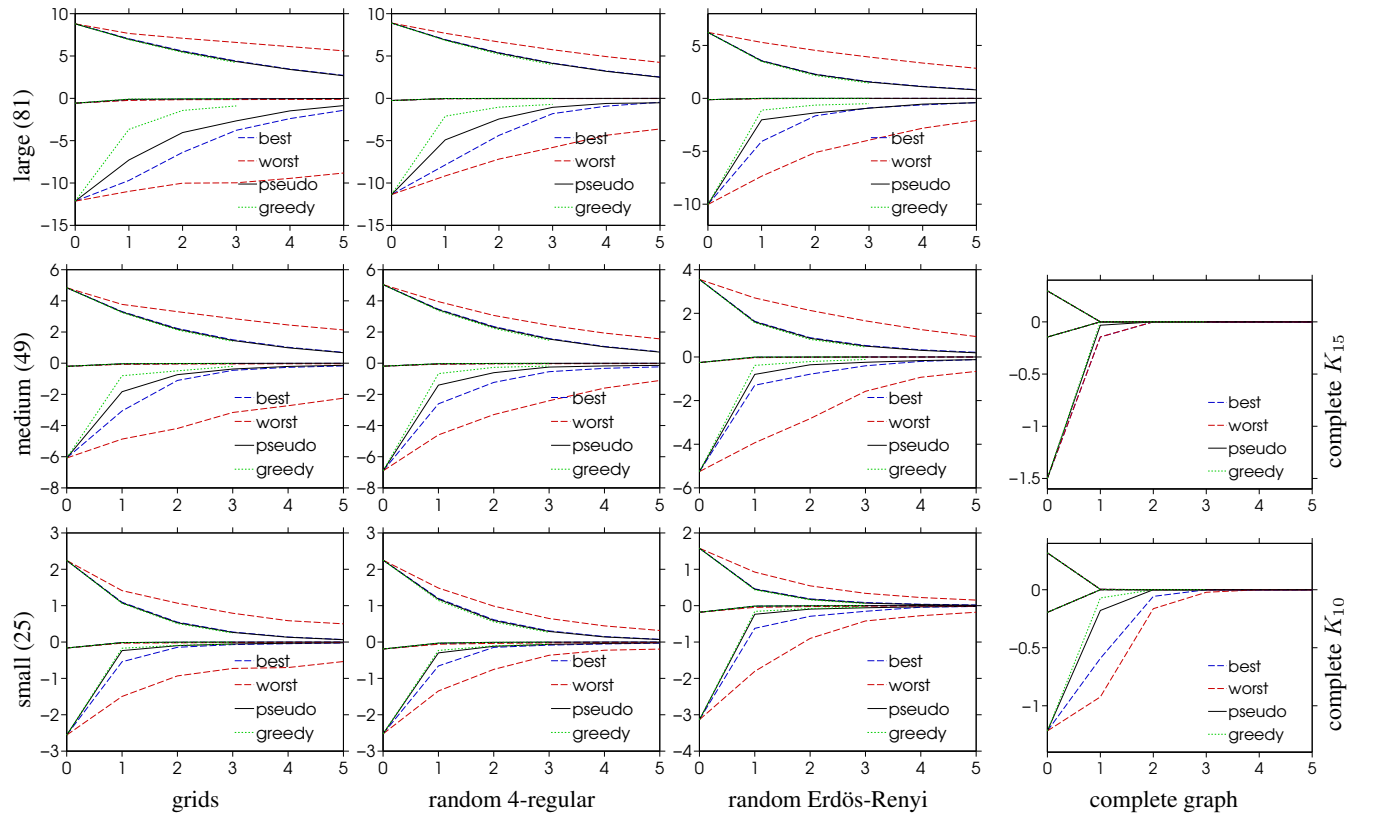 10
5
0
−5
−10
−15
0 1 2 3 4 5
best
worst
pseudo
greedy
large (81)
10
5
0
−5
−10
−15
0 1 2 3 4 5
best
worst
pseudo
greedy
5
0
−5
−10
0 1 2 3 4 5
best
worst
pseudo
greedy
6
4
2
0
−2
−4
−6
−8
0 1 2 3 4 5
best
worst
pseudo
greedy
medium (49)
6
4
2
0
−2
−4
−6
−8
0 1 2 3 4 5
best
worst
pseudo
greedy
4
2
0
−2
−4
−6
0 1 2 3 4 5
best
worst
pseudo
greedy
0
−0.5
−1
−1.5
0 1 2 3 4 5
best
worst
pseudo
greedy
complete K15
3
2
1
0
−1
−2
−3
0 1 2 3 4 5
best
worst
pseudo
greedy
small (25)
grids
3
2
1
0
−1
−2
−3
0 1 2 3 4 5
best
worst
pseudo
greedy
random 4-regular
2
1
0
−1
−2
−3
−4
0 1 2 3 4 5
best
worst
pseudo
greedy
random Erdös-Renyi
0
−0.5
−1
0 1 2 3 4 5
best
worst
pseudo
greedy
complete K10
complete graph